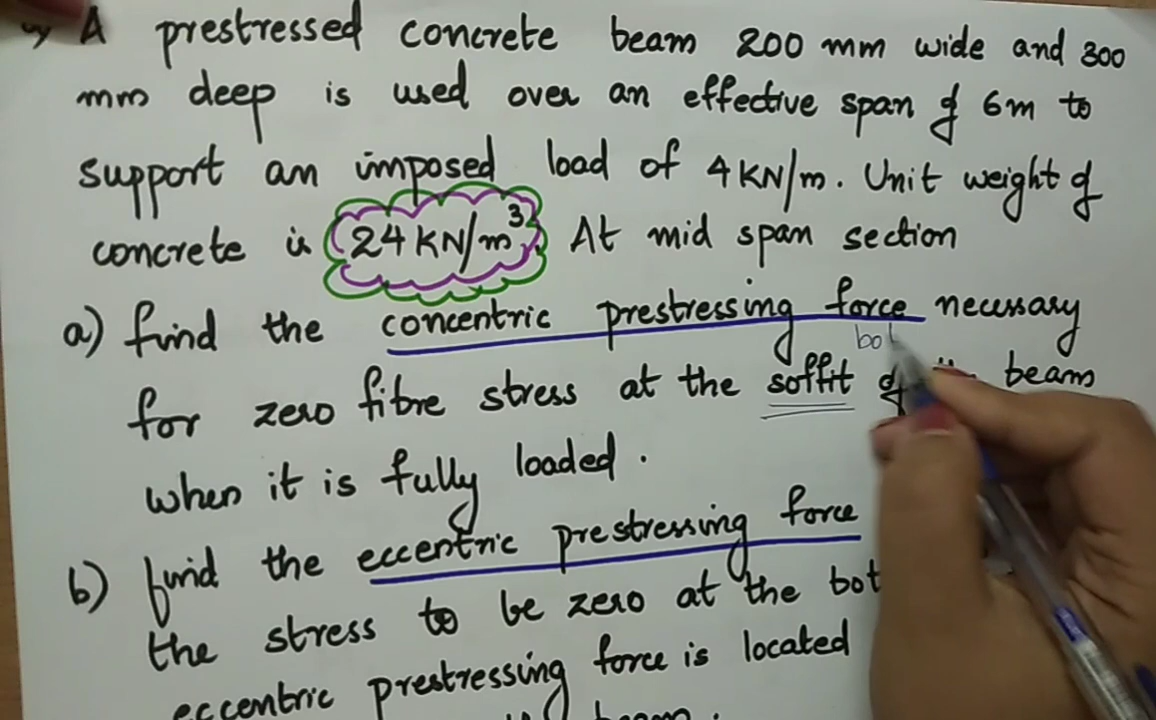 A prestressed concrete beam 200 mm wide and 300
mm deep is used over an effective span of 6m to
support an imposed load of 4 KN/m. Unit weight of
concrete is 24 KN/m³. At mid span section
a) find the concentric prestressing force necessary
bot
for zero fibre stress at the soffit of beam
when it is fully loaded.
b) find the eccentric prestressing force
the stress to be zero at the bot
eccentric prestressing force is located
beam.